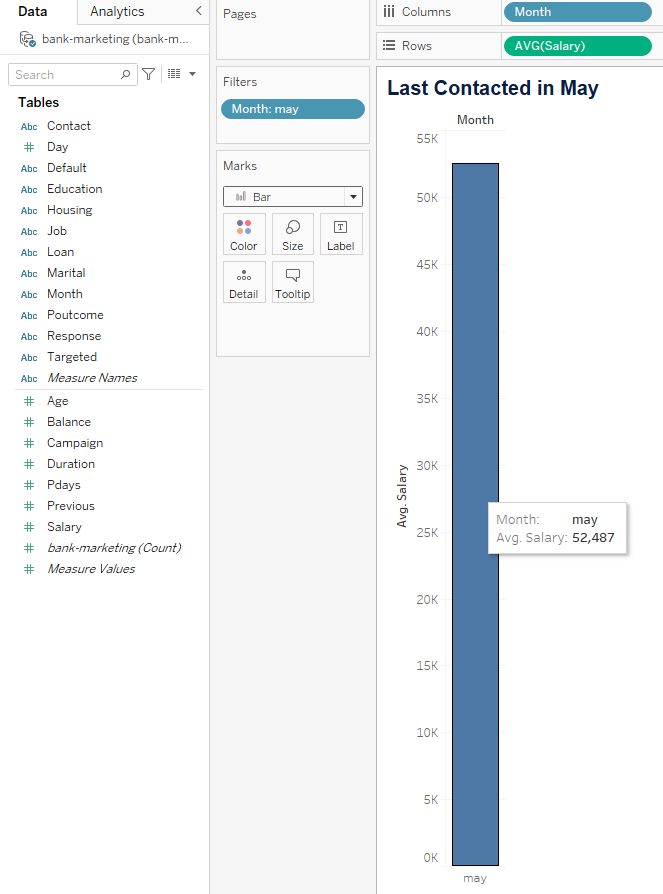 Data
Analytics
bank-marketing (bank-m...
Search
Tables
Abc Contact
Day
Abc Default
Abc Education
Abc Housing
Abc Job
Abc Loan
Abc Marital
Abc Month
Abc Poutcome
Abc Response
Abc Targeted
Abc Measure Names
Age
Balance
Campaign
Duration
Pdays
Previous
Salary
bank-marketing (Count)
Measure Values
Pages
Filters
Month: may
Marks
Bar
Color Size Label
Detail Tooltip
Columns Month
Rows AVG(Salary)
Last Contacted in May
Month
55K
50K
45K
40K
35K
30K
25K
20K
15K
10K
5K
0K
Avg. Salary
Month: may
Avg. Salary: 52,487
may